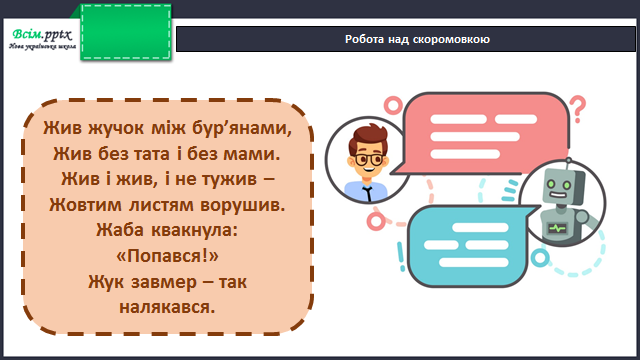 Всім.pptx
Нова українська школа
Робота над скоромовкою
Жив жучок між бур’янами,
Жив без тата і без мами.
Жив і жив, і не тужив –
Жовтим листям ворушив.
Жаба квакнула:
«Попався!»
Жук завмер – так
налякався.